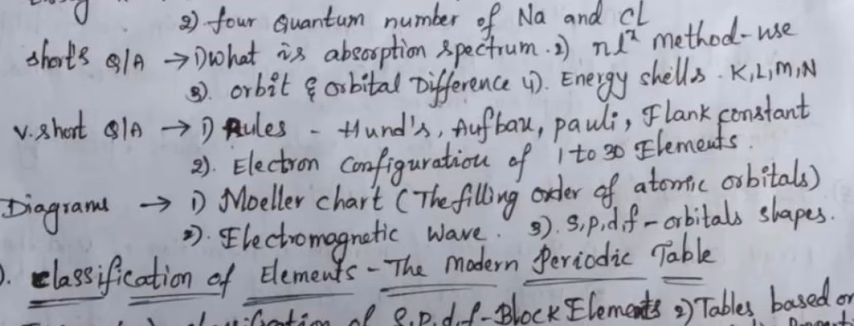 2) four Quantum number of Na and CL
short's Q/A → 1) what is absorption spectrum. 2) nlˣ method - use
3). orbit & orbital Difference 4). Energy shells. K,L,M,N
V. short Q/A → 1) Rules - Hund's, Aufbau, pauli, Flank constant
2). Electron configuration of 1 to 30 Elements.
Diagrams → 1) Moeller chart (The filling order of atomic orbitals)
2). Electromagnetic wave. 3). S,p,d,f - orbitals shapes.
). classification of Elements - The Modern Periodic Table
of S,P,d,f-Block Elements 2) Tables based on